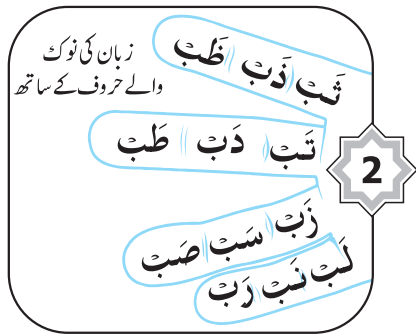 زبان کی نوک
والے حروف کے ساتھ
ثَبْ ذَبْ ظَبْ
تَبْ دَبْ طَبْ
2
زَبْ سَبْ صَبْ
لَبْ نَبْ رَبْ